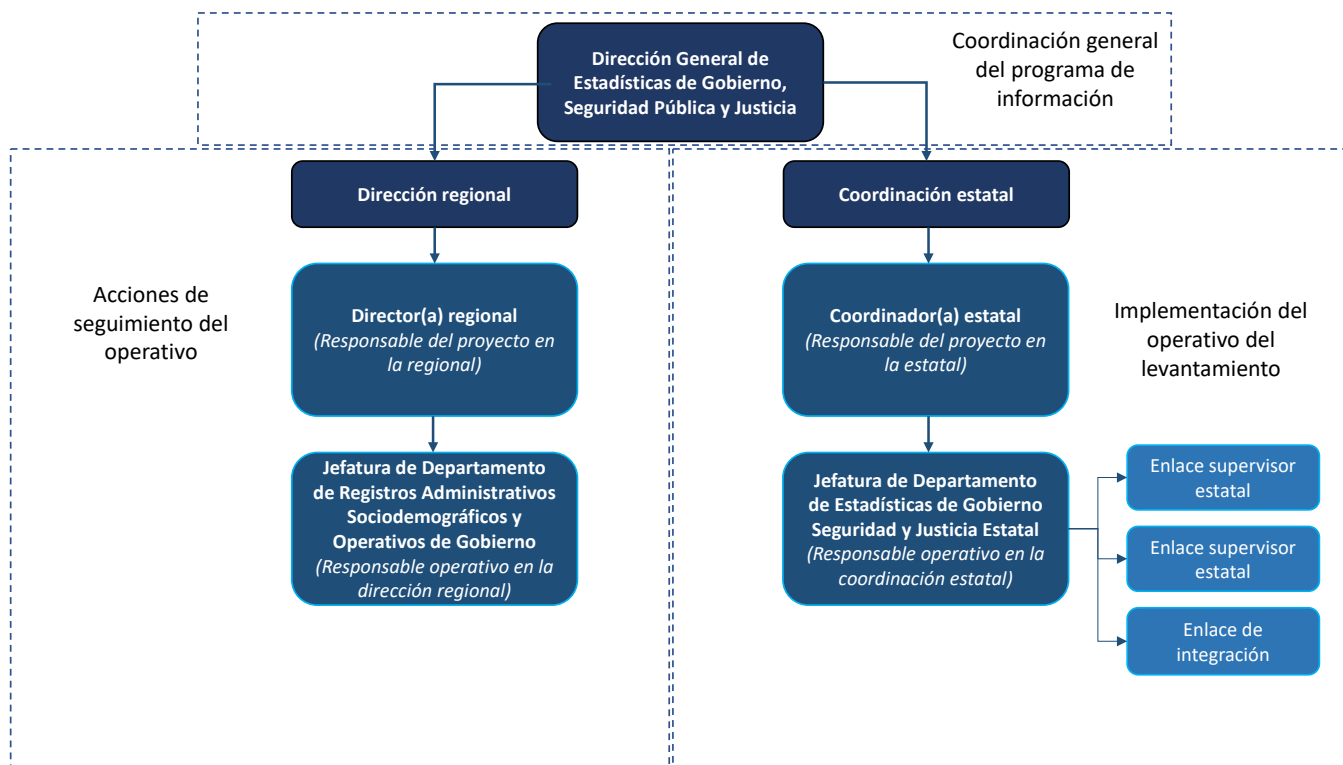 Dirección General de
Estadísticas de Gobierno,
Seguridad Pública y Justicia
Coordinación general
del programa de
información
Dirección regional
Coordinación estatal
Acciones de
seguimiento del
operativo
Director(a) regional
(Responsable del proyecto en
la regional)
Coordinador(a) estatal
(Responsable del proyecto en
la estatal)
Implementación del
operativo del
levantamiento
Jefatura de Departamento
de Registros Administrativos
Sociodemográficos y
Operativos de Gobierno
(Responsable operativo en la
dirección regional)
Jefatura de Departamento
de Estadísticas de Gobierno
Seguridad y Justicia Estatal
(Responsable operativo en la
coordinación estatal)
Enlace supervisor
estatal
Enlace supervisor
estatal
Enlace de
integración